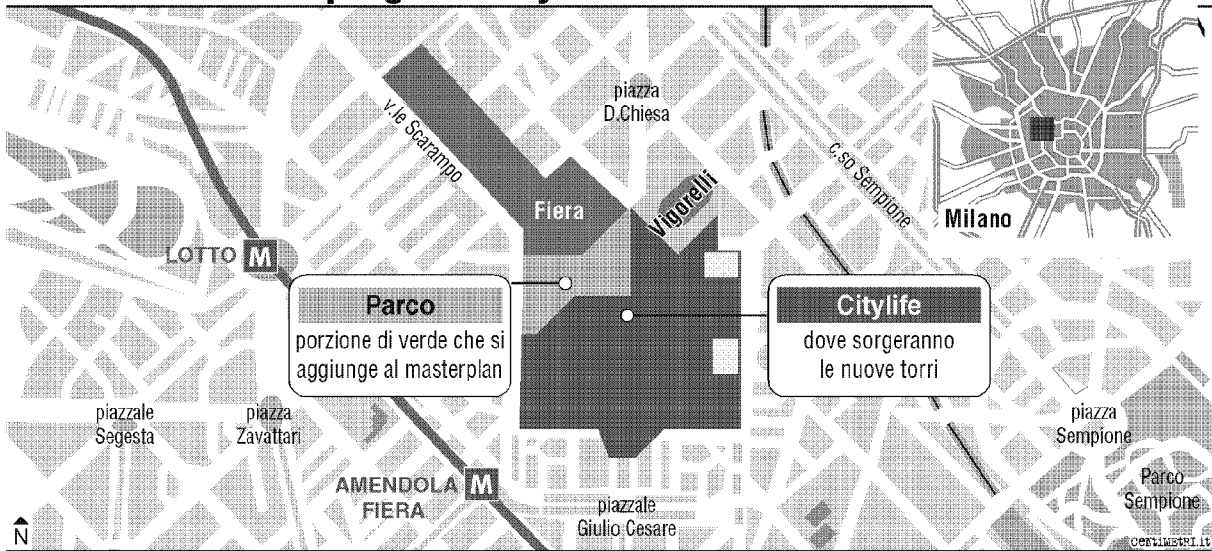 piazza
D.Chiesa
v.le Scarampo
c.so Sempione
Fiera
Vigorelli
Milano
LOTTO M
Parco
porzione di verde che si
aggiunge al masterplan
Citylife
dove sorgeranno
le nuove torri
piazzale
Segesta
piazza
Zavattari
piazza
Sempione
AMENDOLA M
FIERA
piazzale
Giulio Cesare
Parco
Sempione
N
CENTIMETRI.it